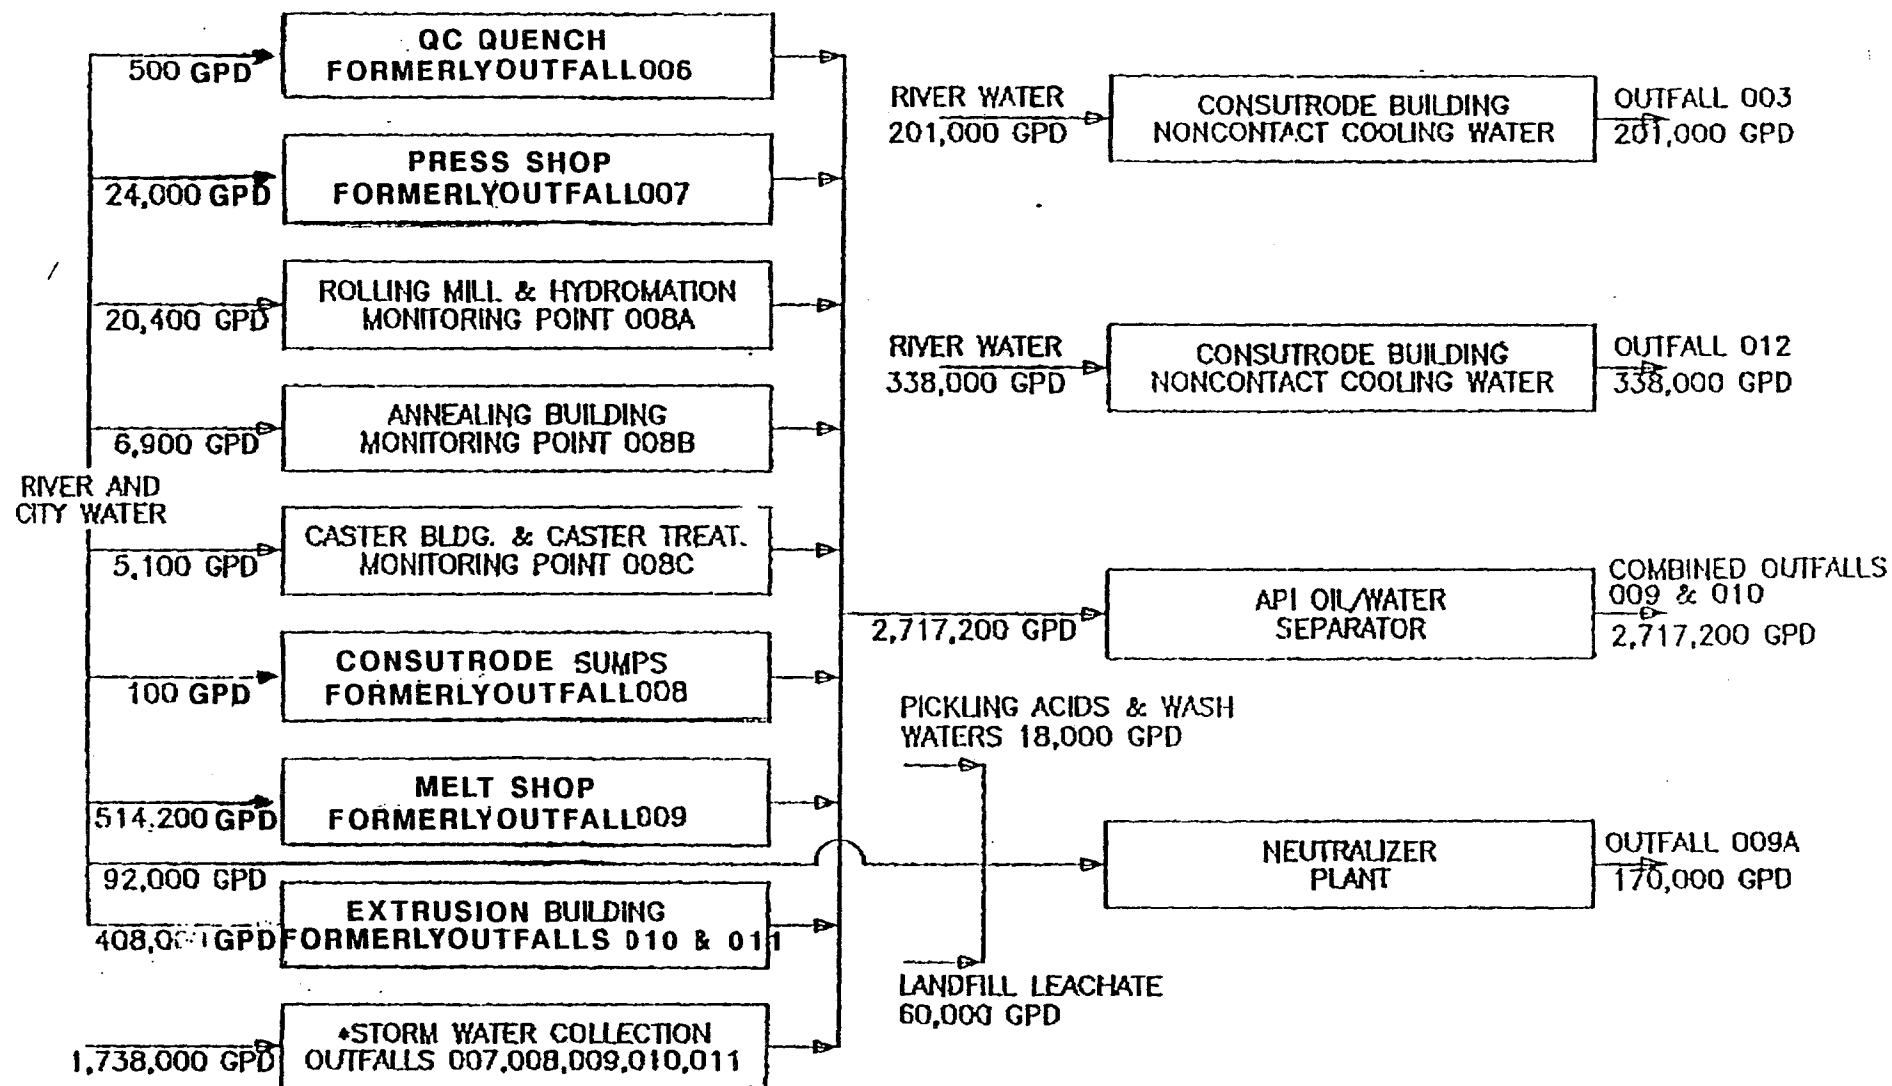 QC QUENCH
FORMERLYOUTFALL006
500 GPD
PRESS SHOP
FORMERLYOUTFALL007
24,000 GPD
ROLLING MILL & HYDROMATION
MONITORING POINT 008A
20,400 GPD
ANNEALING BUILDING
MONITORING POINT 008B
6,900 GPD
RIVER AND
CITY WATER
CASTER BLDG. & CASTER TREAT.
MONITORING POINT 008C
5,100 GPD
CONSUTRODE SUMPS
FORMERLYOUTFALL008
100 GPD
MELT SHOP
FORMERLYOUTFALL009
514,200 GPD
92,000 GPD
EXTRUSION BUILDING
GPD FORMERLYOUTFALLS 010 & 011
*STORM WATER COLLECTION
OUTFALLS 007,008,009,010,011
1,738,000 GPD
RIVER WATER
201,000 GPD
CONSUTRODE BUILDING
NONCONTACT COOLING WATER
OUTFALL 003
201,000 GPD
RIVER WATER
338,000 GPD
CONSUTRODE BUILDING
NONCONTACT COOLING WATER
OUTFALL 012
338,000 GPD
2,717,200 GPD
API OIL/WATER
SEPARATOR
COMBINED OUTFALLS
009 & 010
2,717,200 GPD
PICKLING ACIDS & WASH
WATERS 18,000 GPD
NEUTRALIZER
PLANT
OUTFALL 009A
170,000 GPD
LANDFILL LEACHATE
60,000 GPD